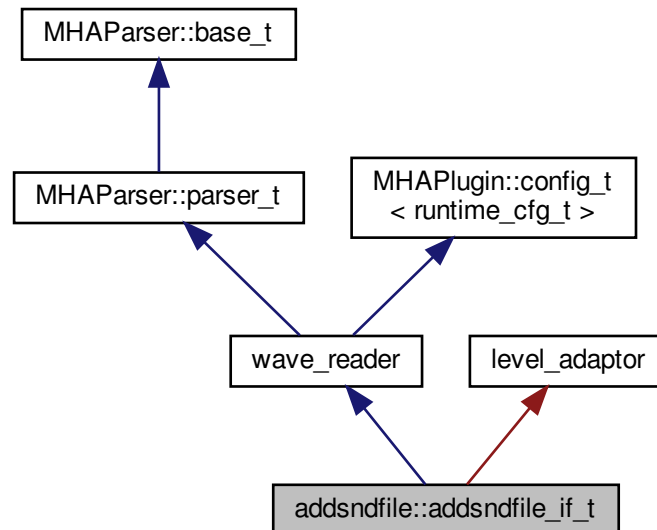 MHAParser::base_t
MHAParser::parser_t
MHAPlugin::config_t
< runtime_cfg_t >
wave_reader
level_adaptor
addsndfile::addsndfile_if_t